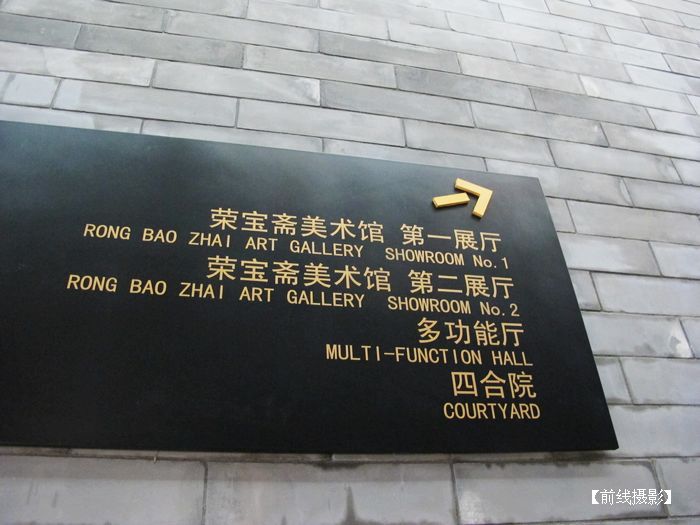 荣宝斋美术馆 第一展厅
RONG BAO ZHAI ART GALLERY SHOWROOM No.1
荣宝斋美术馆 第二展厅
RONG BAO ZHAI ART GALLERY SHOWROOM No.2
多功能厅
MULTI-FUNCTION HALL
四合院
COURTYARD
【前线摄影】